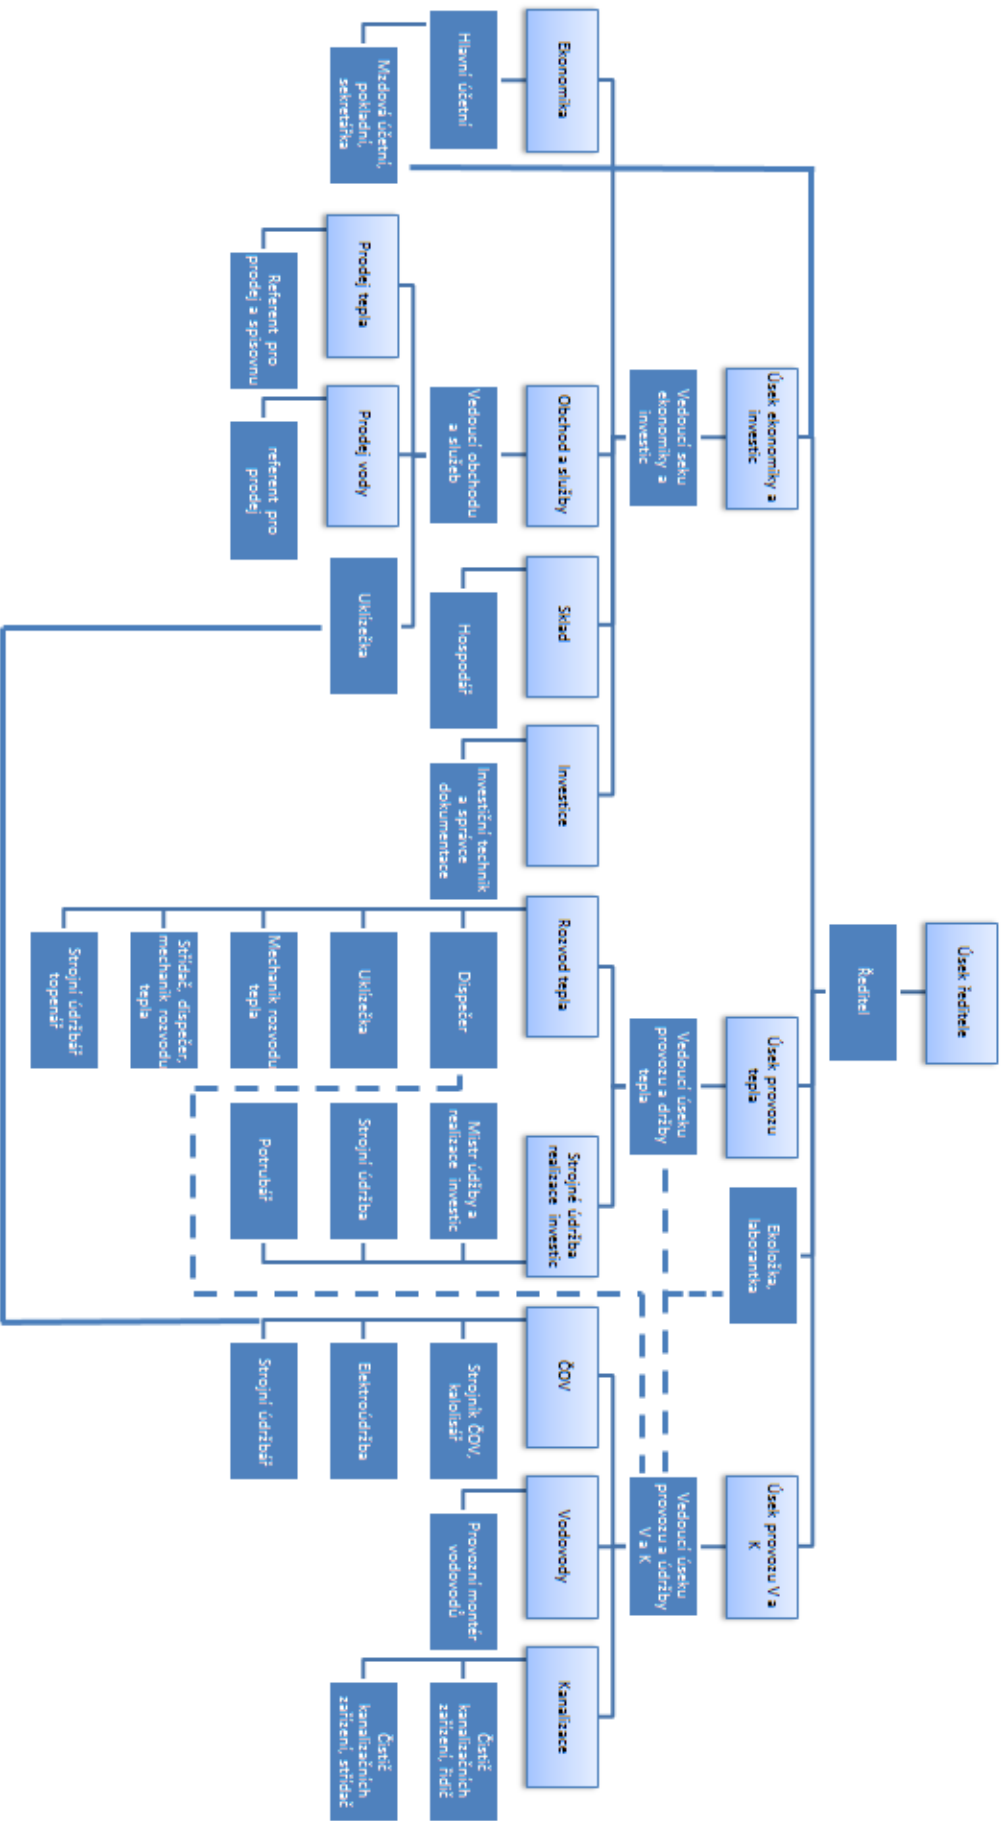 Úsek ředitele
Ředitel
Úsek ekonomiky a
investic
Úsek provozu
tepla
Ekoložka,
laborantka
Úsek provozu V a
K
Vedoucí seku
ekonomiky a
investic
Vedoucí úseku
provozu a držby
tepla
Vedoucí úseku
provozu a údržby
V a K
Ekonomika
Obchod a služby
Sklad
Investice
Rozvod tepla
Strojné údržba
realizace investic
ČOV
Vodovody
Kanalizace
Hlavní účetní
Vedoucí obchodu
a služeb
Hospodář
Investiční technik
a správce
dokumentace
Dispečer
Mistr údžby a
realizace investic
Strojník ČOV,
kalolisář
Provozní montér
vodovodů
Čistič
kanalizačních
zařízení, řidič
Mzdová účetní,
pokladní,
sekretářka
Prodej tepla
Prodej vody
Uklízečka
Uklízečka
Strojní údržba
Elektroúdržba
Čistič
kanalizačních
zařízení, střídač
Referent pro
prodej a spisovnu
referent pro
prodej
Mechanik rozvodu
tepla
Potrubář
Strojní údržbář
Střídač, dispečer,
mechanik rozvodu
tepla
Strojní údržbář
topenář